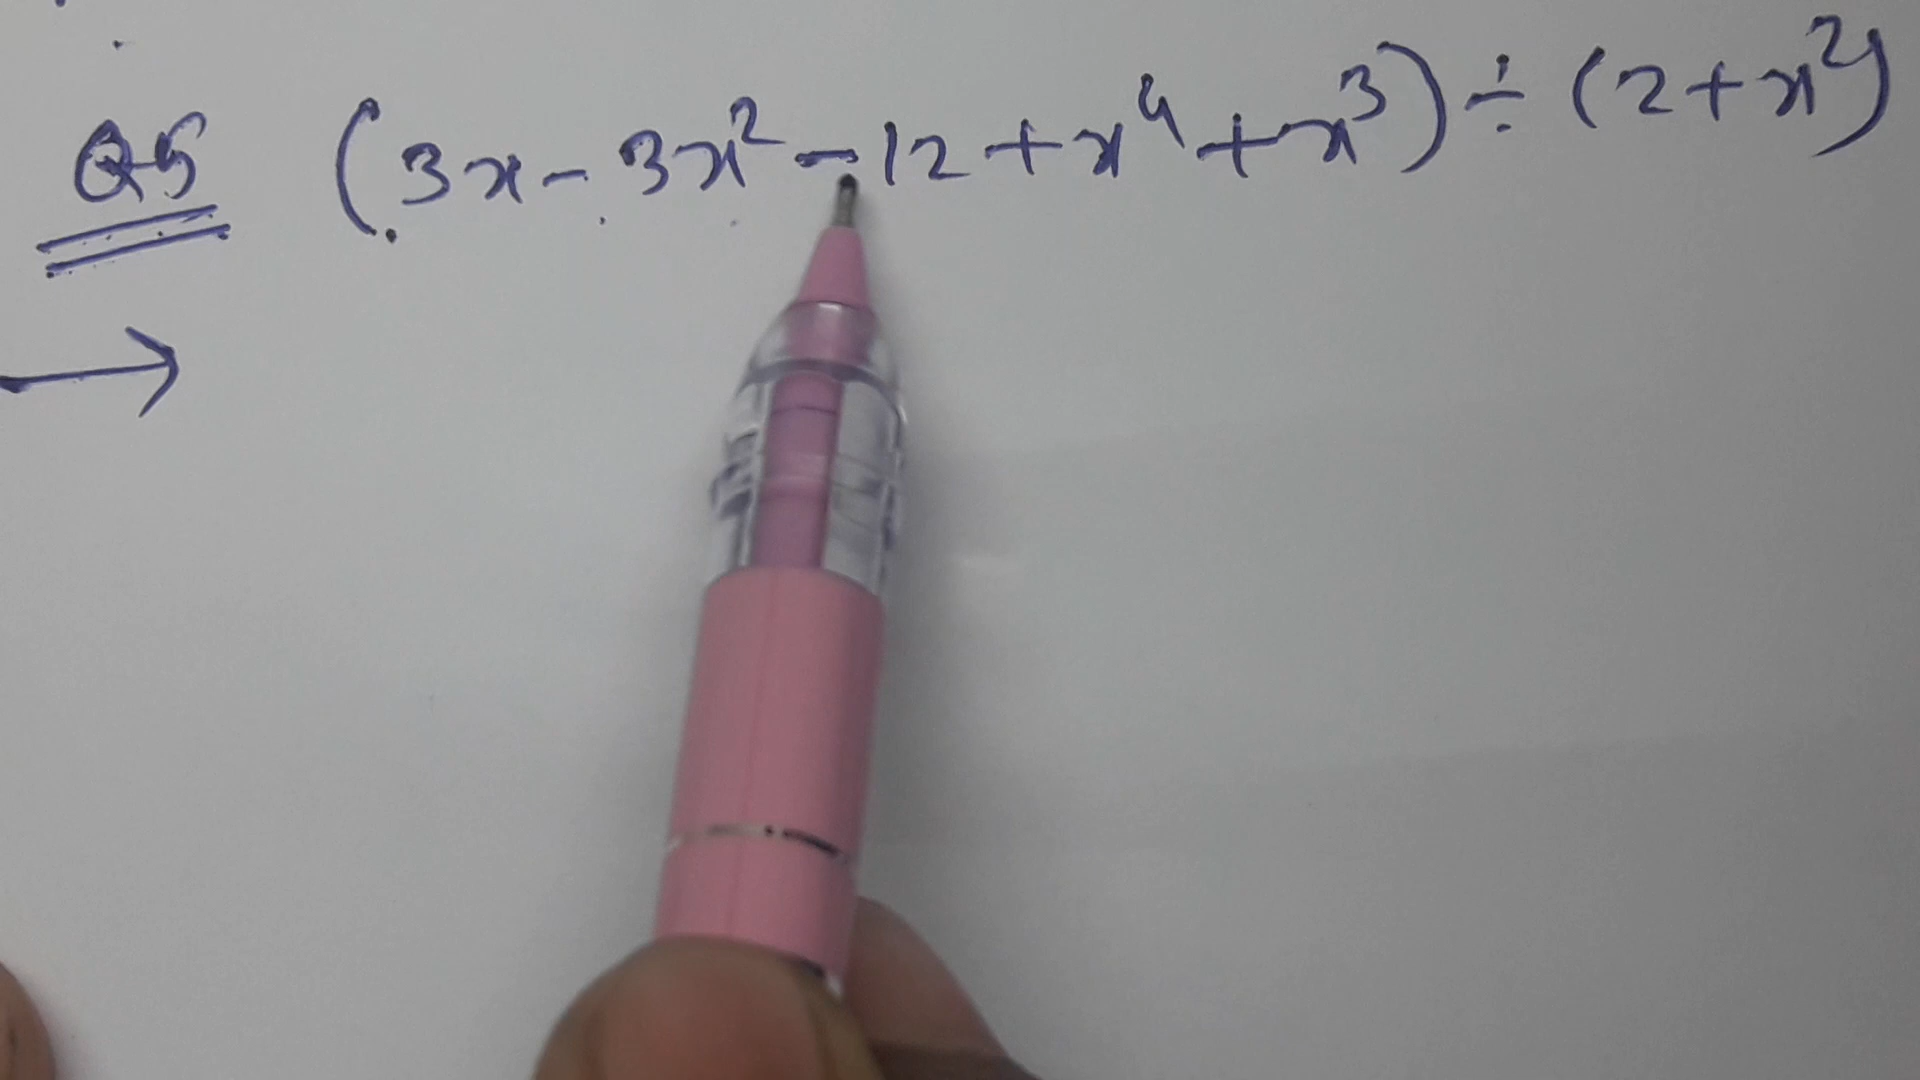 Q5 (3x - 3x² - 12 + x⁴ + x³) ÷ (2 + x²)
→